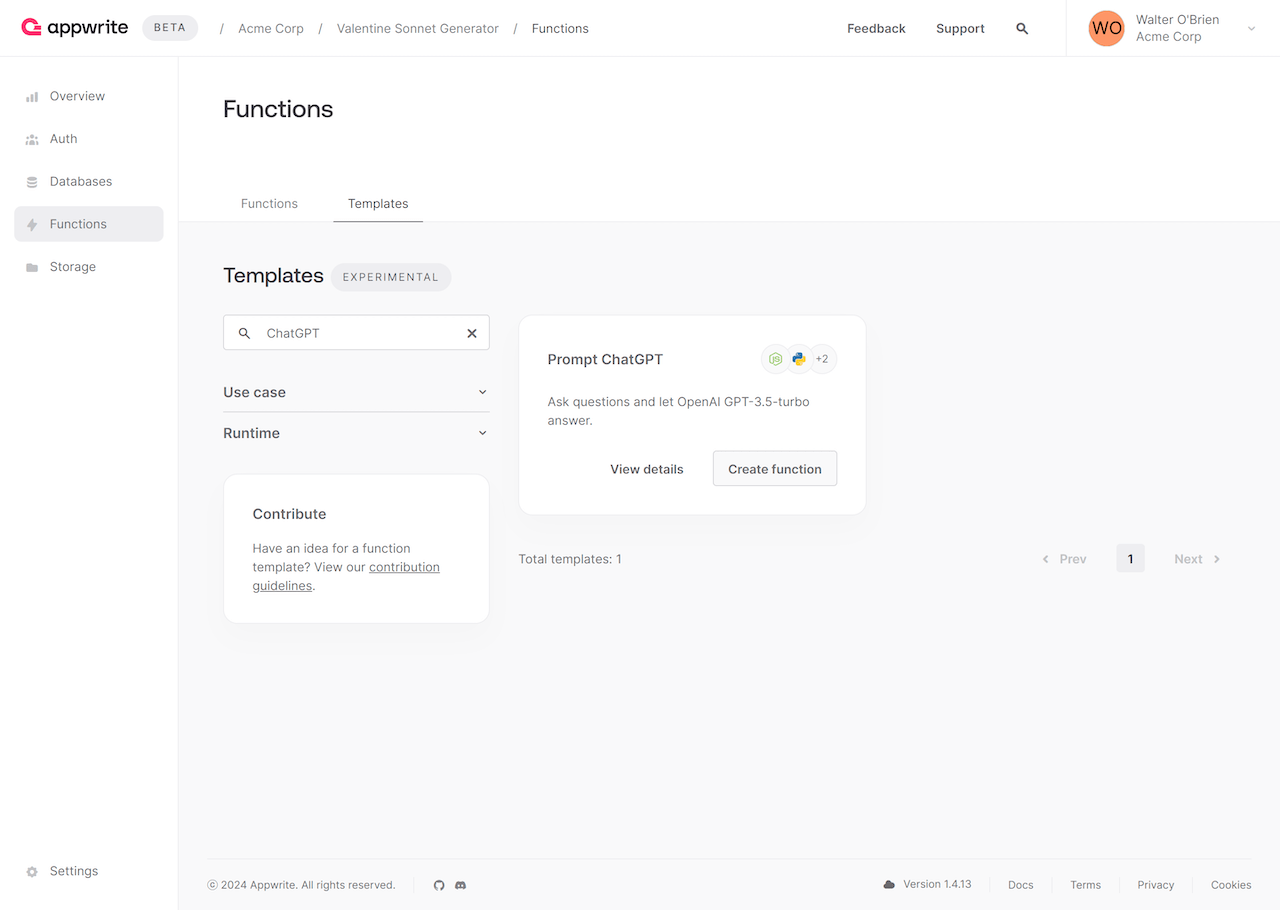 appwrite BETA / Acme Corp / Valentine Sonnet Generator / Functions Feedback Support WO Walter O'Brien
Acme Corp
Overview
Auth
Databases
Functions
Storage
Settings
Functions
Functions Templates
Templates EXPERIMENTAL
ChatGPT
Use case
Runtime
Contribute
Have an idea for a function
template? View our contribution
guidelines.
Prompt ChatGPT JS +2
Ask questions and let OpenAI GPT-3.5-turbo
answer.
View details Create function
Total templates: 1 Prev 1 Next
© 2024 Appwrite. All rights reserved. Version 1.4.13 Docs Terms Privacy Cookies